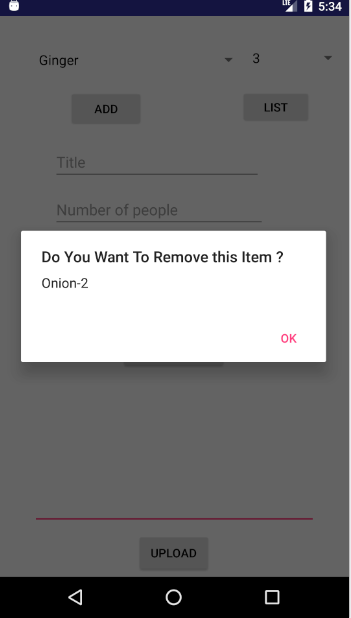 LTE 5:34
Ginger 3
ADD LIST
Title
Number of people
Do You Want To Remove this Item ?
Onion-2
OK
UPLOAD